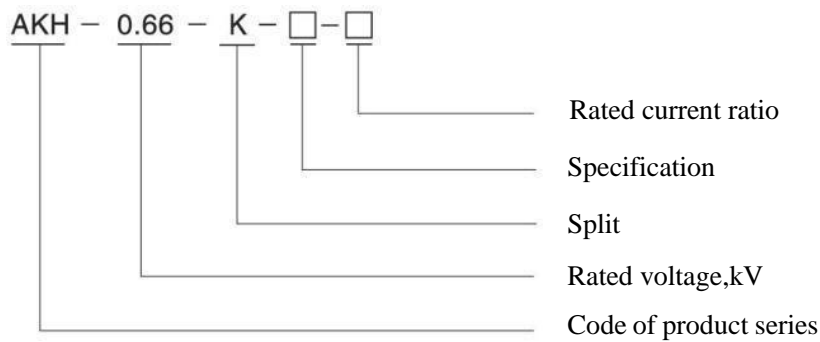 AKH - 0.66 - K - □-□
Rated current ratio
Specification
Split
Rated voltage,kV
Code of product series